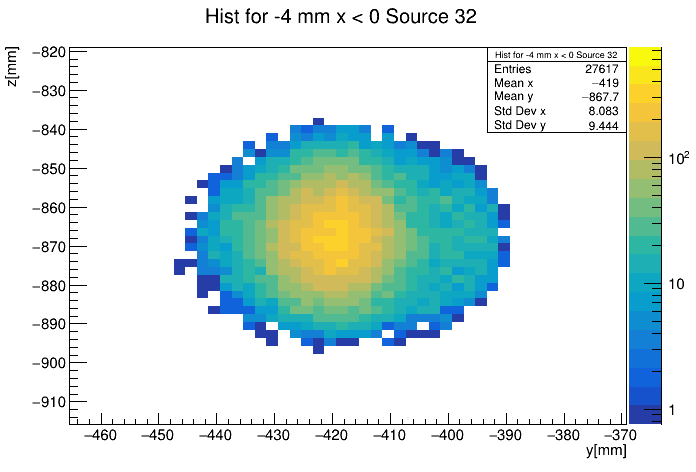 Hist for -4 mm x < 0 Source 32
z[mm]
−820
−830
−840
−850
−860
−870
−880
−890
−900
−910
Hist for -4 mm x < 0 Source 32
Entries 27617
Mean x −419
Mean y −867.7
Std Dev x 8.083
Std Dev y 9.444
10²
10
1
−460 −450 −440 −430 −420 −410 −400 −390 −380 −370
y[mm]